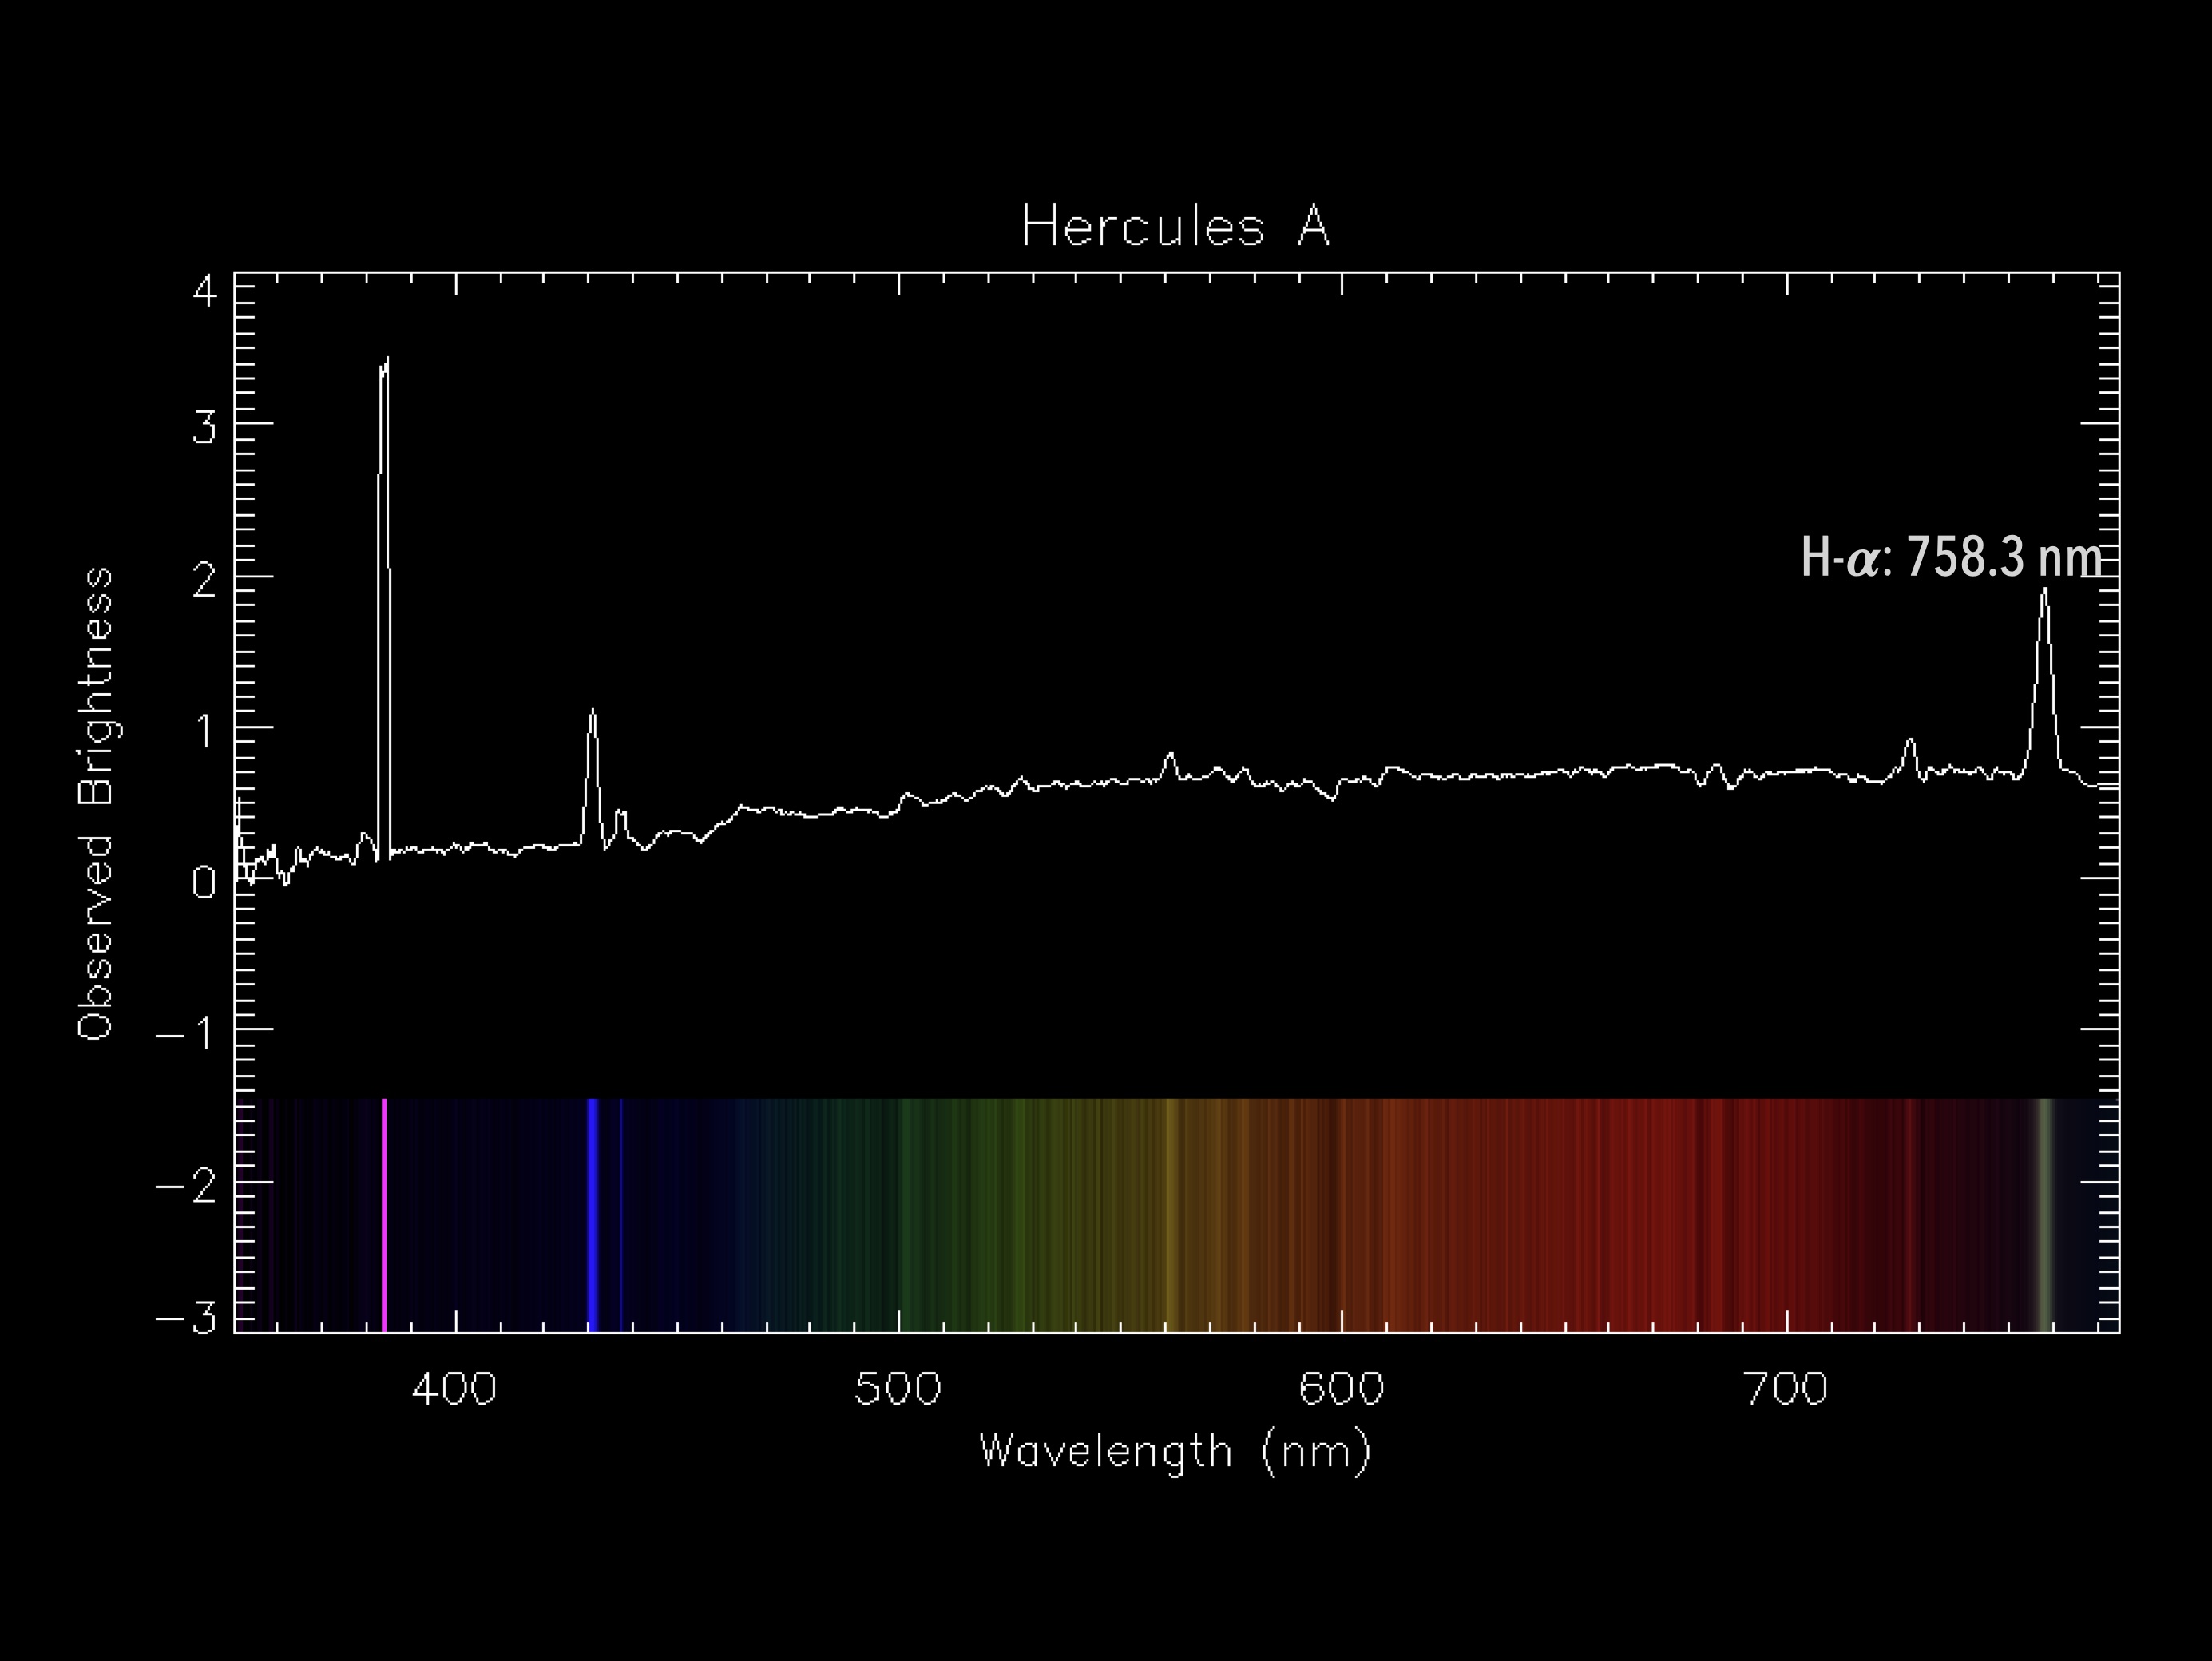 Hercules A
4
3
2
1
0
-1
-2
-3
Observed Brightness
H-α: 758.3 nm
400 500 600 700
Wavelength (nm)